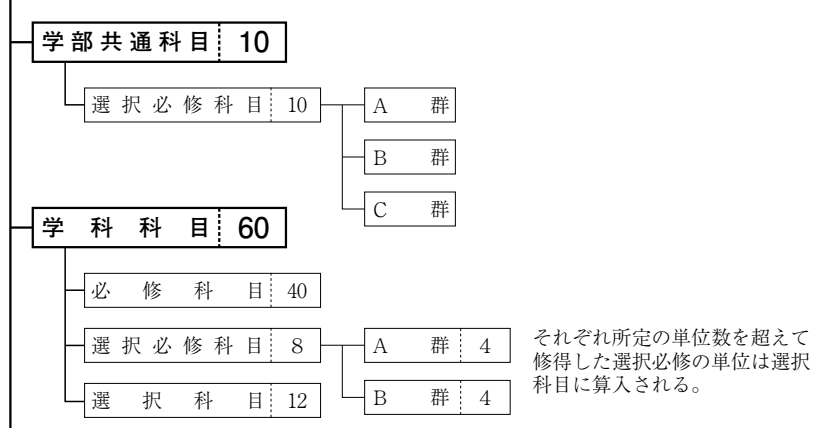 学部共通科目 10
選択必修科目 10
A 群
B 群
C 群
学科科目 60
必修科目 40
選択必修科目 8
A 群 4
それぞれ所定の単位数を超えて
修得した選択必修の単位は選択
科目に算入される。
選択科目 12
B 群 4